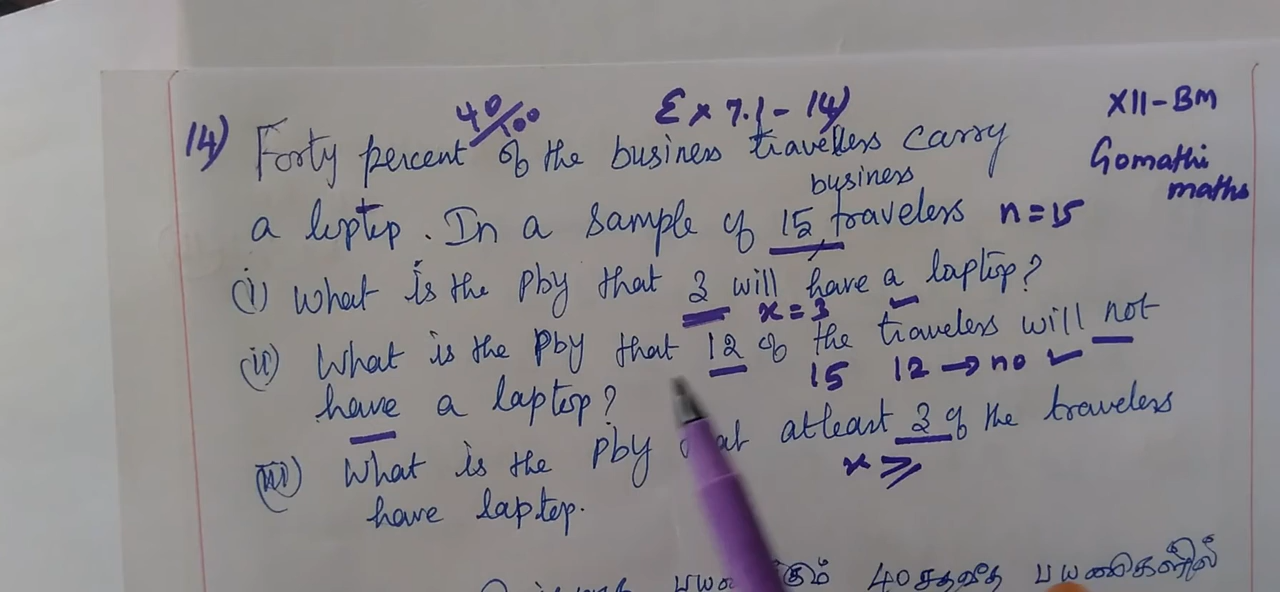 40/100 Ex 7.1-14) XII-BM
14) Forty percent of the business travellers carry Gomathi
business maths
a laptop. In a sample of 15 travelers n=15
(i) What is the pby that 3 will have a laptop?
x=3
(ii) What is the pby that 12 of the travelers will not
15 12→no ✓
have a laptop?
(iii) What is the pby that atleast 3 of the travelers
x ≥
have laptop.
40 சதவீத பயணிகளில்